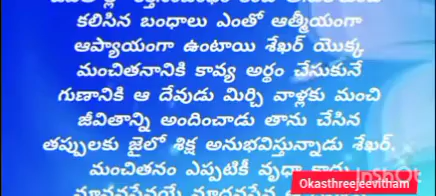 కలిసిన బంధాలు ఎంతో ఆత్మీయంగా
ఆప్యాయంగా ఉంటాయి శేఖర్ యొక్క
మంచితనానికి కావ్య అర్థం చేసుకునే
గుణానికి ఆ దేవుడు మిర్చి వాళ్లకు మంచి
జీవితాన్ని అందించాడు తాను చేసిన
తప్పులకు జైలో శిక్ష అనుభవిస్తున్నాడు శేఖర్.
మంచితనం ఎప్పటికీ వృధా కాదు
Okasthreejeevitham